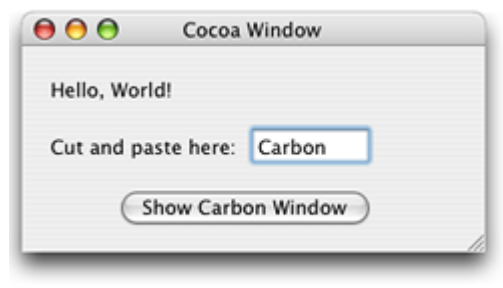 Cocoa Window
Hello, World!
Cut and paste here: Carbon
Show Carbon Window